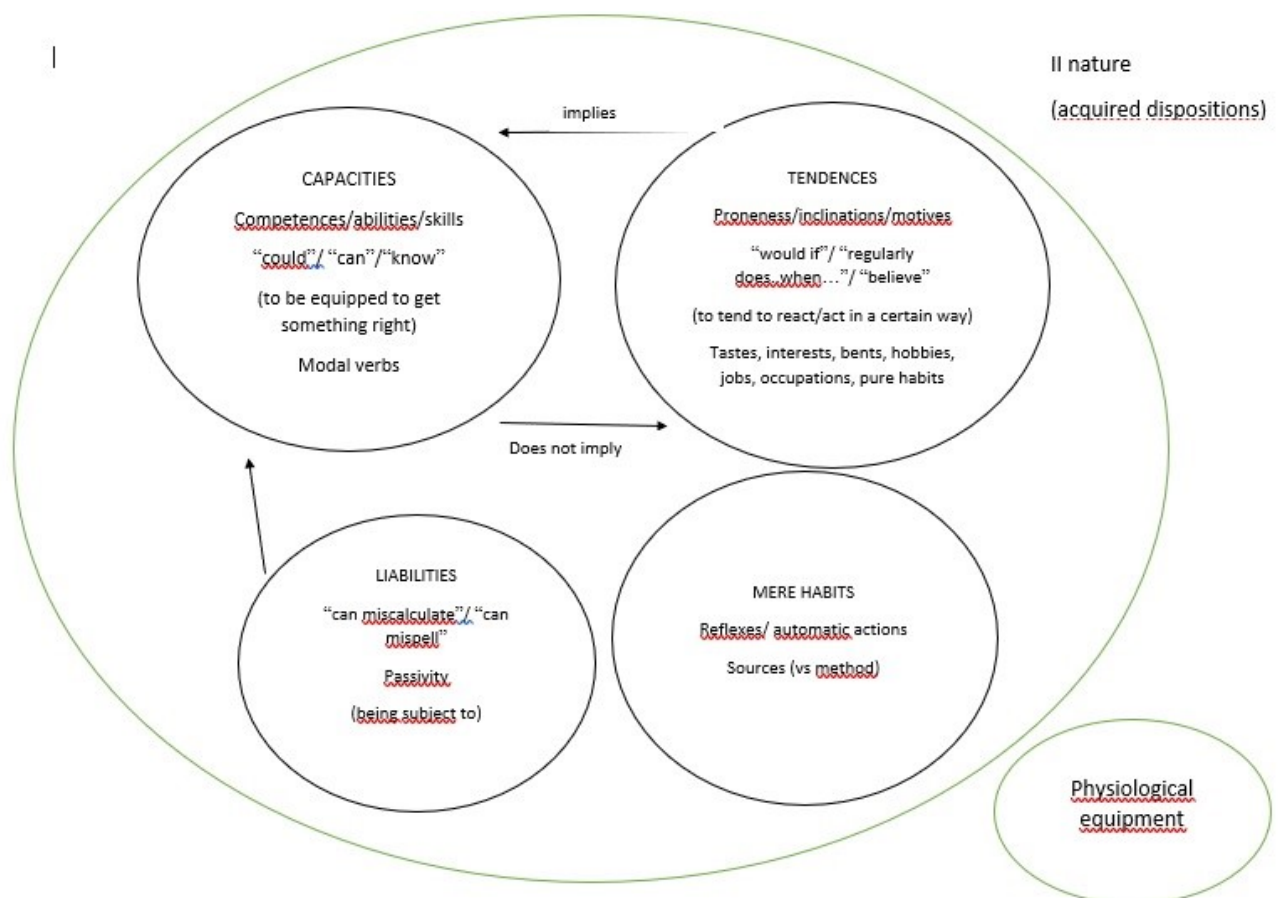 II nature
(acquired dispositions)
implies
CAPACITIES
Competences/abilities/skills
“could”/ “can”/“know”
(to be equipped to get
something right)
Modal verbs
TENDENCES
Proneness/inclinations/motives
“would if”/ “regularly
does..when…”/ “believe”
(to tend to react/act in a certain way)
Tastes, interests, bents, hobbies,
jobs, occupations, pure habits
Does not imply
LIABILITIES
“can miscalculate”/ “can
mispell”
Passivity
(being subject to)
MERE HABITS
Reflexes/ automatic actions
Sources (vs method)
Physiological
equipment